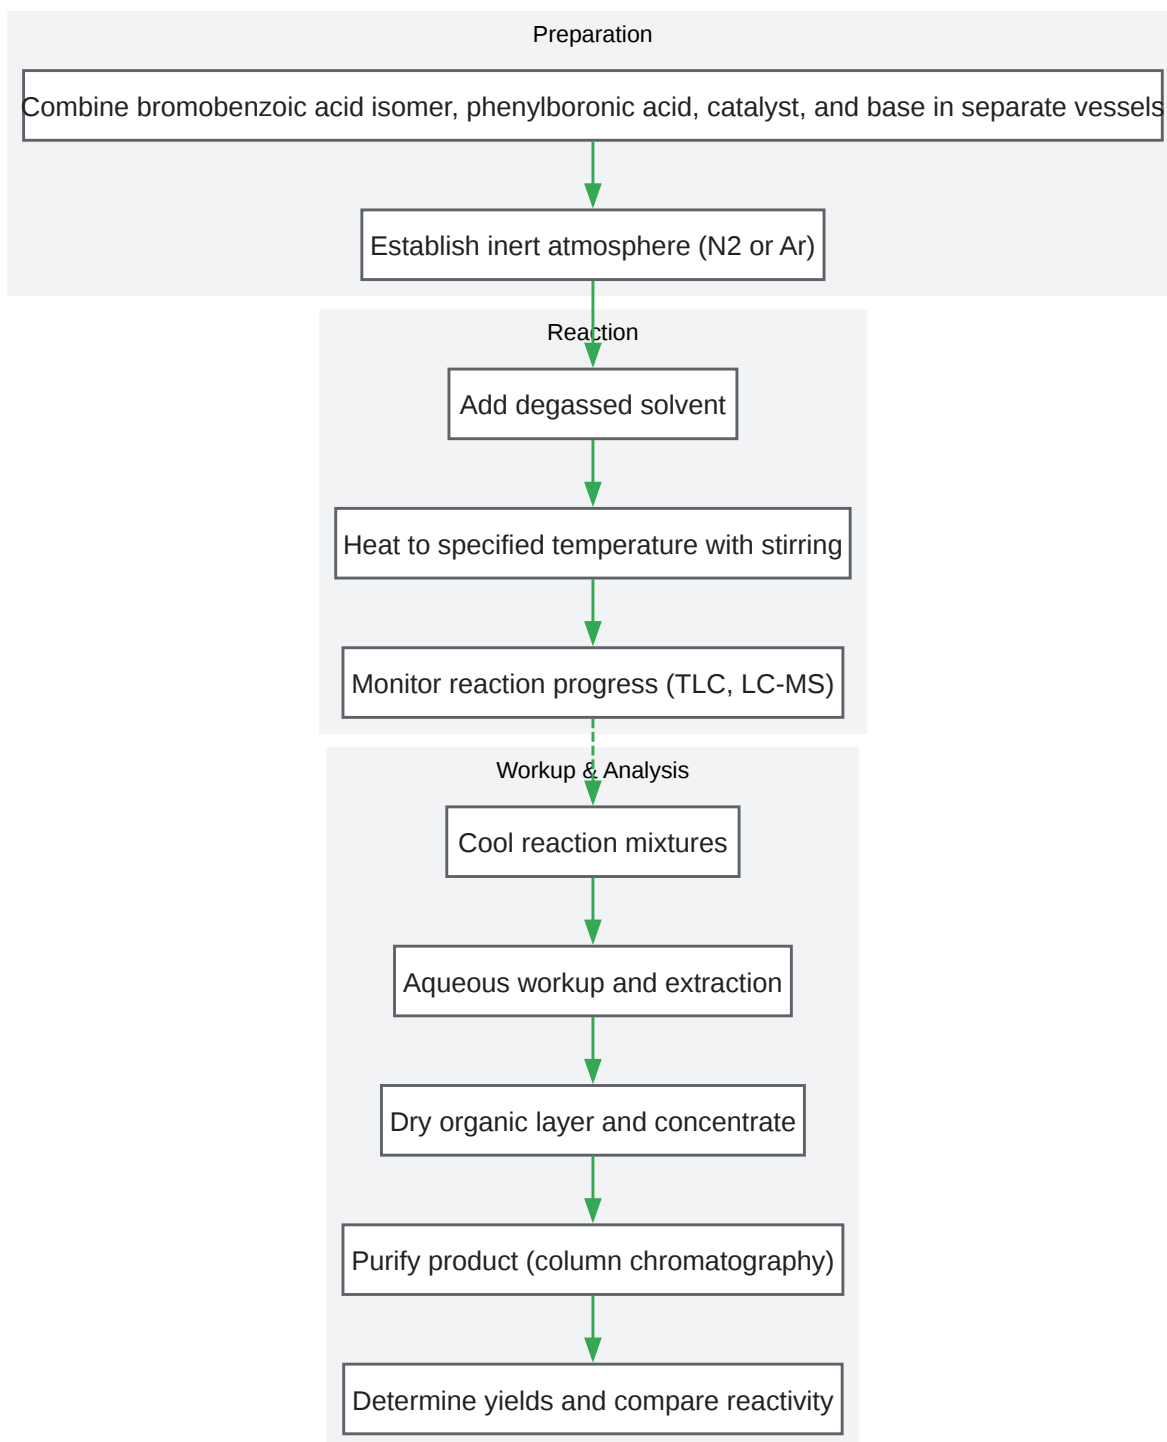 Preparation
Combine bromobenzoic acid isomer, phenylboronic acid, catalyst, and base in separate vessels
Establish inert atmosphere (N2 or Ar)
Reaction
Add degassed solvent
Heat to specified temperature with stirring
Monitor reaction progress (TLC, LC-MS)
Workup & Analysis
Cool reaction mixtures
Aqueous workup and extraction
Dry organic layer and concentrate
Purify product (column chromatography)
Determine yields and compare reactivity